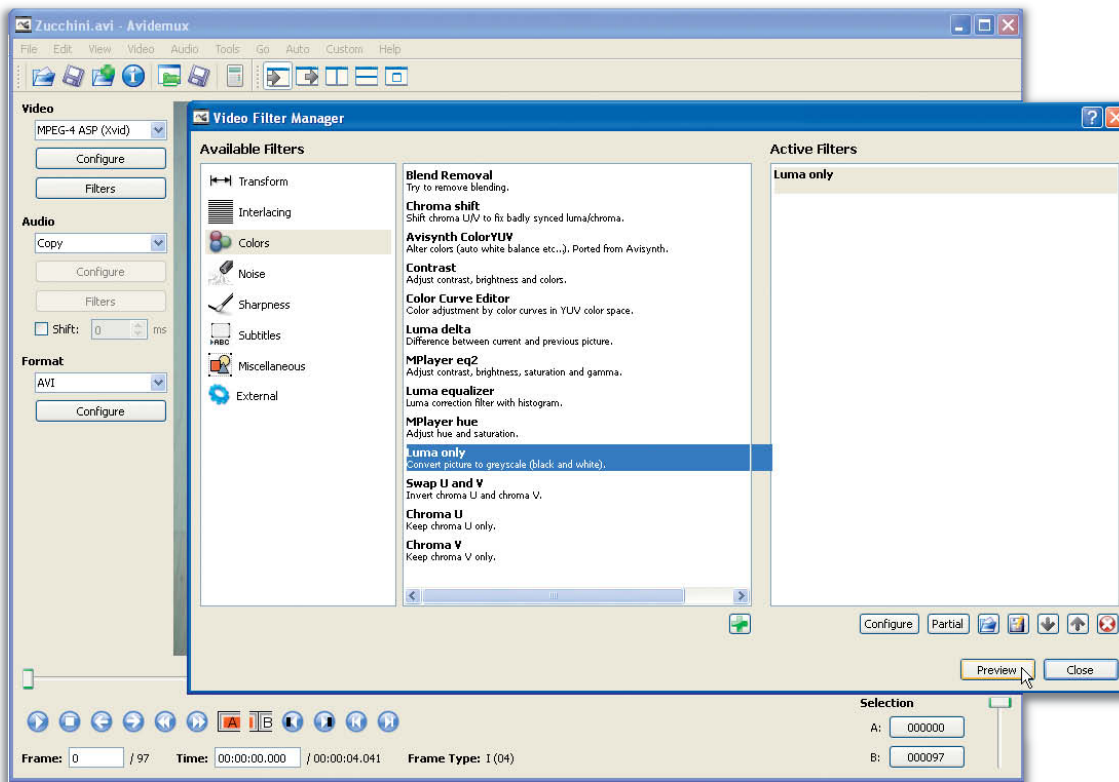 Zucchini.avi - Avidemux
File Edit View Video Audio Tools Go Auto Custom Help
Video
MPEG-4 ASP (Xvid)
Configure
Filters
Audio
Copy
Configure
Filters
Shift: 0 ms
Format
AVI
Configure
Video Filter Manager
Available Filters
Transform
Interlacing
Colors
Noise
Sharpness
ABC
Subtitles
Miscellaneous
External
Blend Removal
Try to remove blending.
Chroma shift
Shift chroma U/V to fix badly synced luma/chroma.
Avisynth ColorYUV
Alter colors (auto white balance etc...). Ported from Avisynth.
Contrast
Adjust contrast, brightness and colors.
Color Curve Editor
Color adjustment by color curves in YUV color space.
Luma delta
Difference between current and previous picture.
MPlayer eq2
Adjust contrast, brightness, saturation and gamma.
Luma equalizer
Luma correction filter with histogram.
MPlayer hue
Adjust hue and saturation.
Luma only
Convert picture to greyscale (black and white).
Swap U and V
Invert chroma U and chroma V.
Chroma U
Keep chroma U only.
Chroma V
Keep chroma V only.
Active Filters
Luma only
Configure Partial
Preview Close
A B
Selection
A: 000000
B: 000097
Frame: 0 / 97 Time: 00:00:00.000 / 00:00:04.041 Frame Type: I (04)